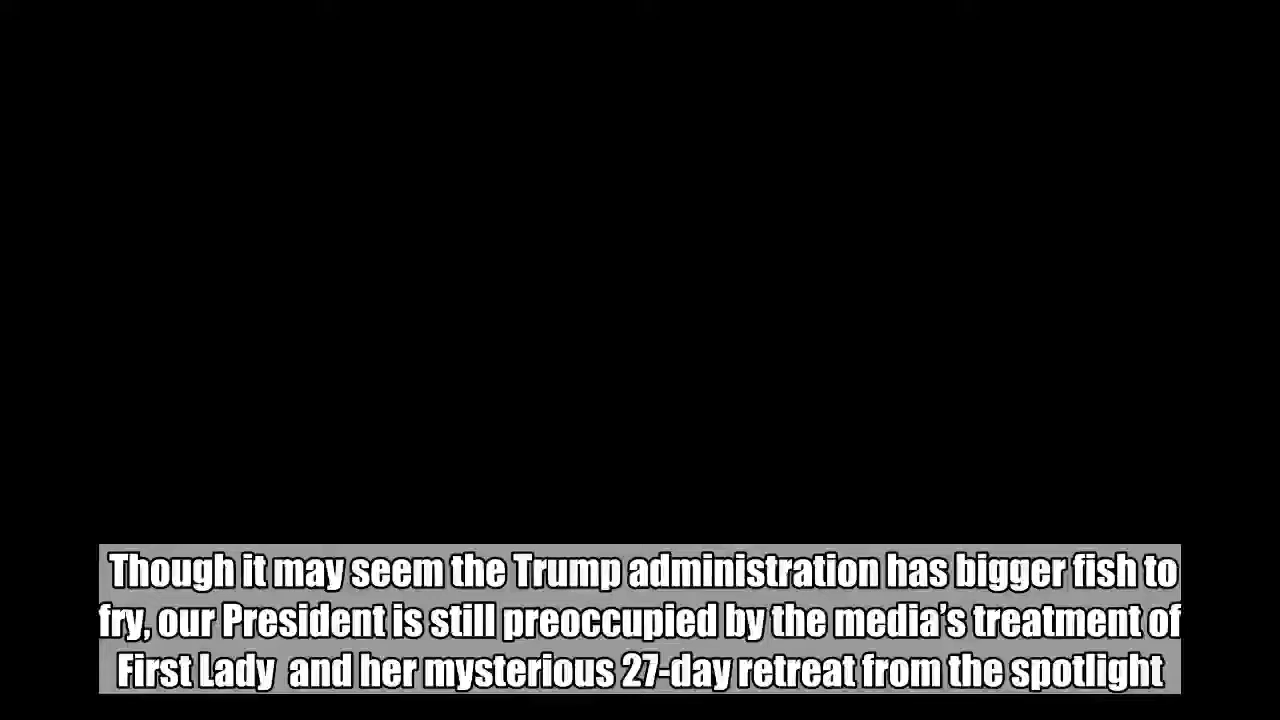 Though it may seem the Trump administration has bigger fish to
fry, our President is still preoccupied by the media’s treatment of
First Lady  and her mysterious 27-day retreat from the spotlight